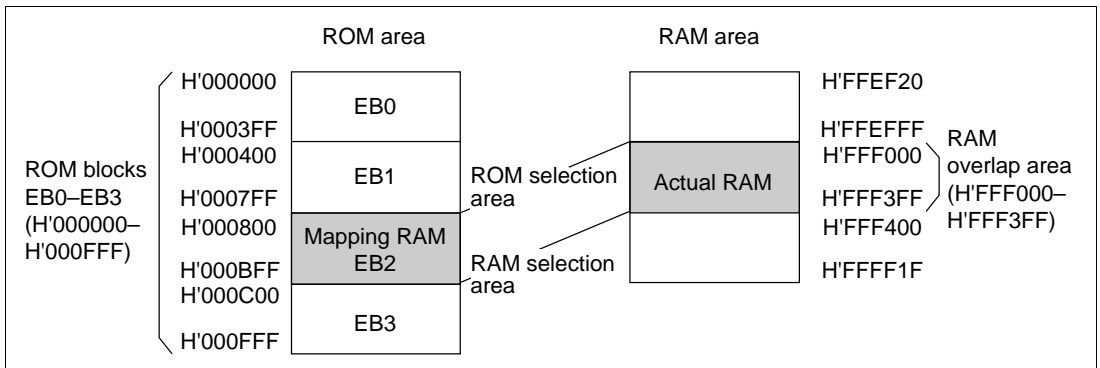 ROM area
RAM area
ROM blocks
EB0–EB3
(H'000000–
H'000FFF)
H'000000
H'0003FF
H'000400
H'0007FF
H'000800
H'000BFF
H'000C00
H'000FFF
EB0
EB1
Mapping RAM
EB2
EB3
ROM selection
area
RAM selection
area
Actual RAM
H'FFEF20
H'FFEFFF
H'FFF000
H'FFF3FF
H'FFF400
H'FFFF1F
RAM
overlap area
(H'FFF000–
H'FFF3FF)